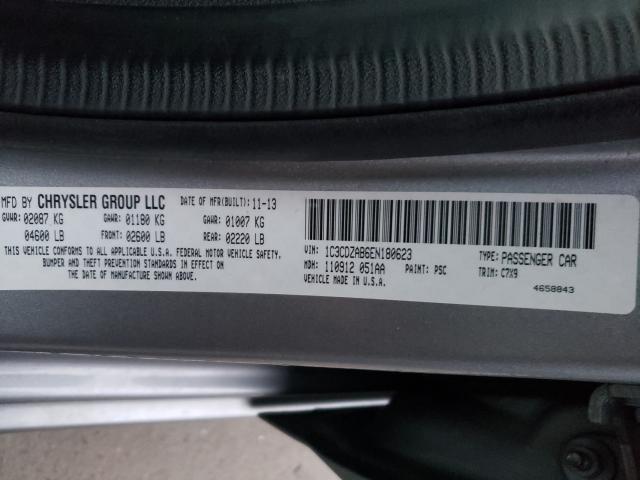 MFD BY CHRYSLER GROUP LLC DATE OF MFR(BUILT): 11-13
GVWR: 02087 KG GAWR: 01180 KG GAWR: 01007 KG
04600 LB FRONT: 02600 LB REAR: 02220 LB
THIS VEHICLE CONFORMS TO ALL APPLICABLE U.S.A. FEDERAL MOTOR VEHICLE SAFETY,
BUMPER AND THEFT PREVENTION STANDARDS IN EFFECT ON
THE DATE OF MANUFACTURE SHOWN ABOVE.
VIN: 1C3CDZAB6EN180623 TYPE: PASSENGER CAR
MDH: 110912 051AA PAINT: PSC TRIM: C7X9
VEHICLE MADE IN U.S.A.
4658843